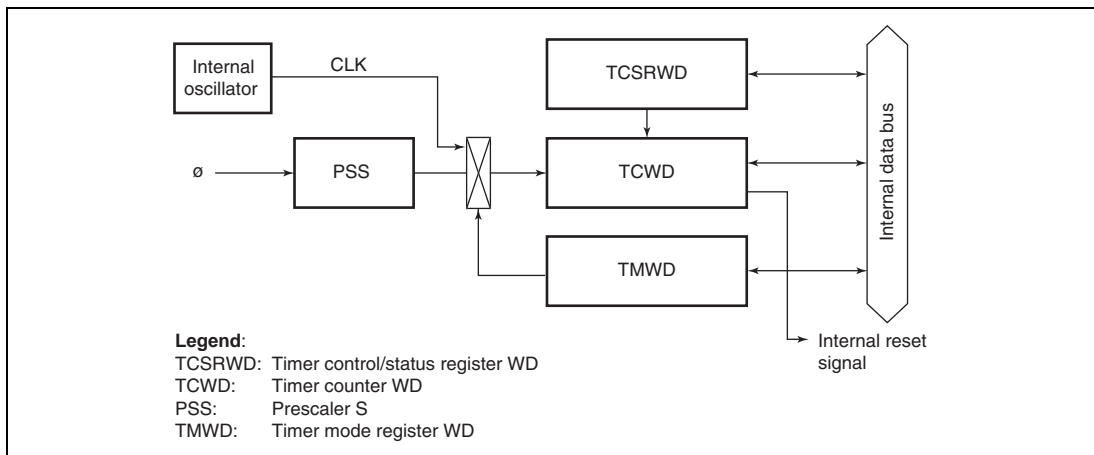 Internal
oscillator
CLK
TCSRWD
ø
PSS
TCWD
TMWD
Internal data bus
Internal reset
signal
Legend:
TCSRWD: Timer control/status register WD
TCWD: Timer counter WD
PSS: Prescaler S
TMWD: Timer mode register WD